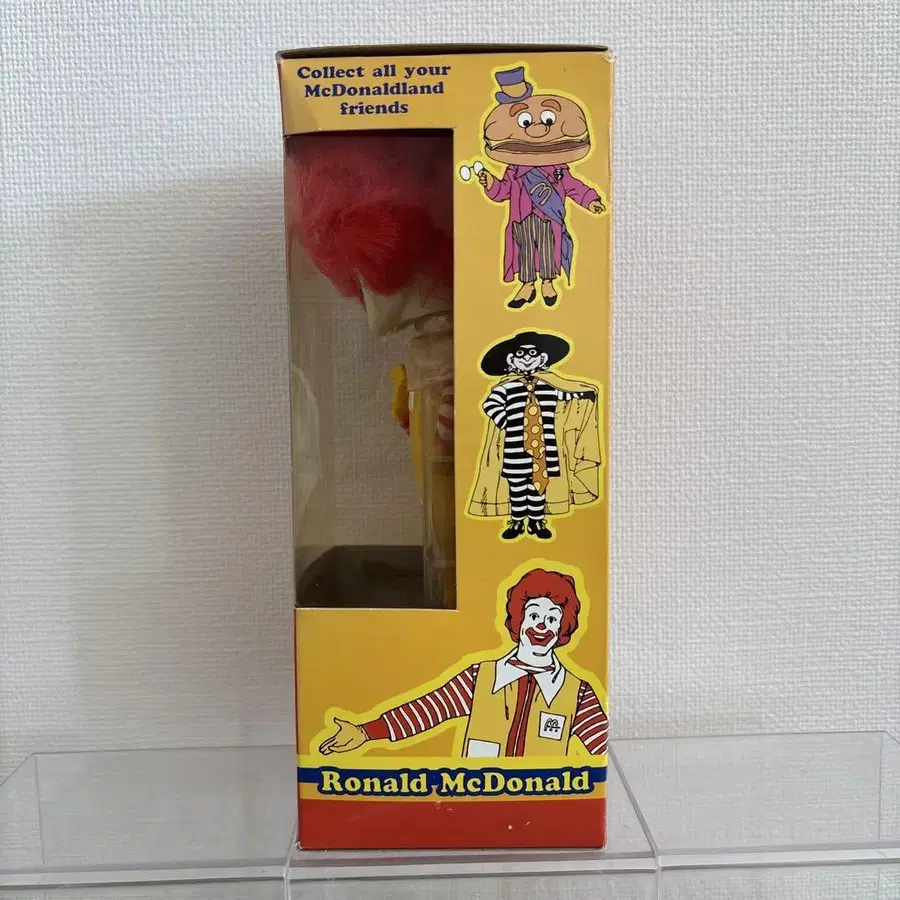 Collect all your
McDonaldland
friends
Ronald McDonald